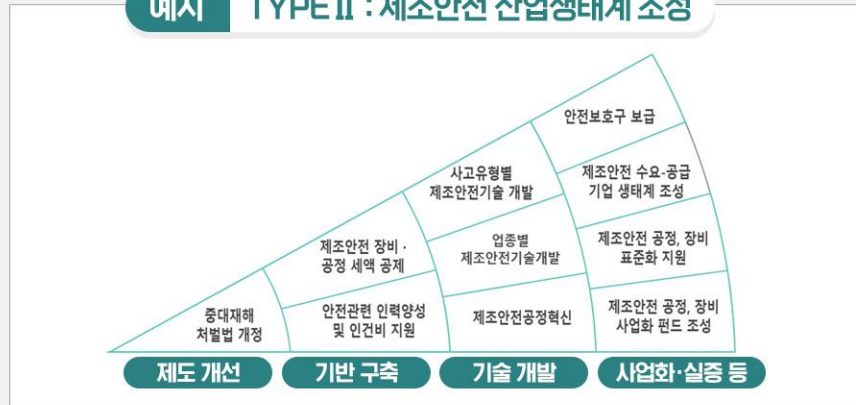 예시 TYPE Ⅱ : 제조안전 산업생태계 조성
안전보호구 보급
사고유형별
제조안전기술 개발
제조안전 수요-공급
기업 생태계 조성
제조안전 장비·
공정 세액 공제
업종별
제조안전기술개발
제조안전 공정, 장비
표준화 지원
중대재해
처벌법 개정
안전관련 인력양성
및 인건비 지원
제조안전공정혁신
제조안전 공정, 장비
사업화 펀드 조성
제도 개선
기반 구축
기술 개발
사업화·실증 등